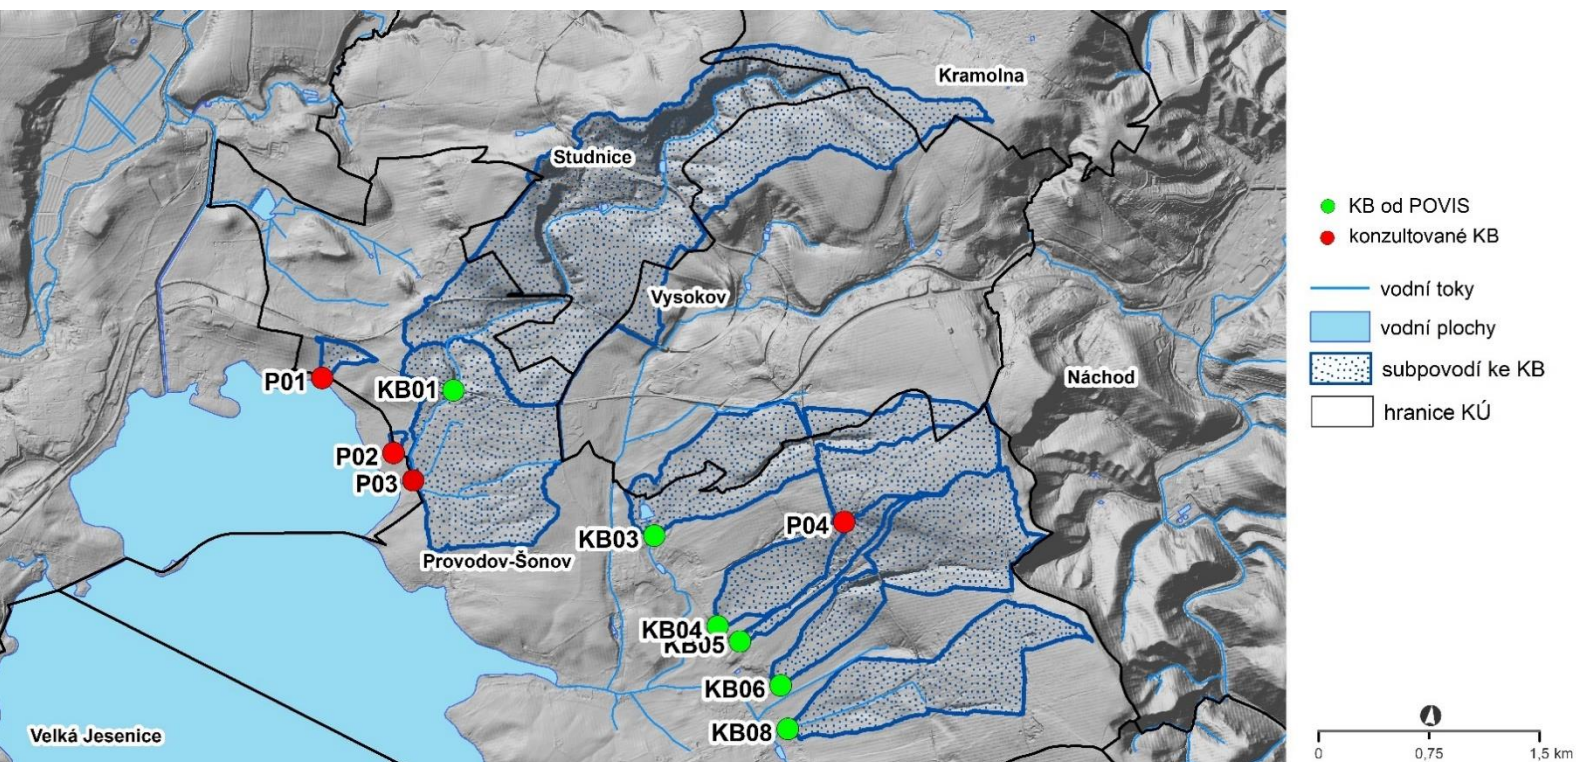 Kramolna
Studnice
Vysokov
Náchod
P01
KB01
P02
P03
P04
KB03
Provodov-Šonov
KB04
KB05
KB06
KB08
Velká Jesenice
KB od POVIS
konzultované KB
vodní toky
vodní plochy
subpovodí ke KB
hranice KÚ
0 0,75 1,5 km